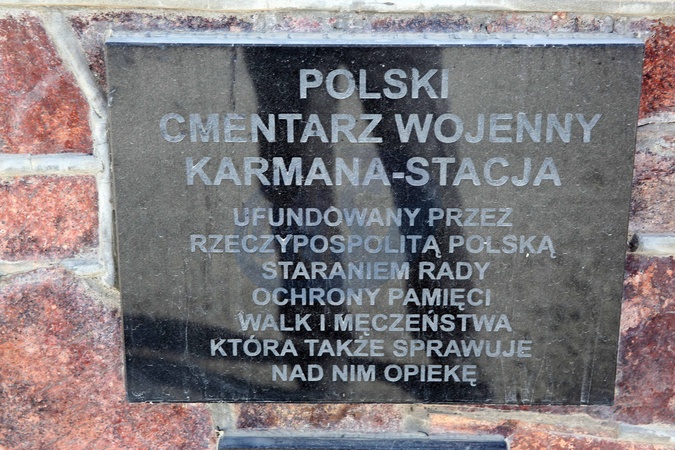 POLSKI
CMENTARZ WOJENNY
KARMANA-STACJA
UFUNDOWANY PRZEZ
RZECZYPOSPOLITĄ POLSKĄ
STARANIEM RADY
OCHRONY PAMIĘCI
WALK I MĘCZEŃSTWA
KTÓRA TAKŻE SPRAWUJE
NAD NIM OPIEKĘ